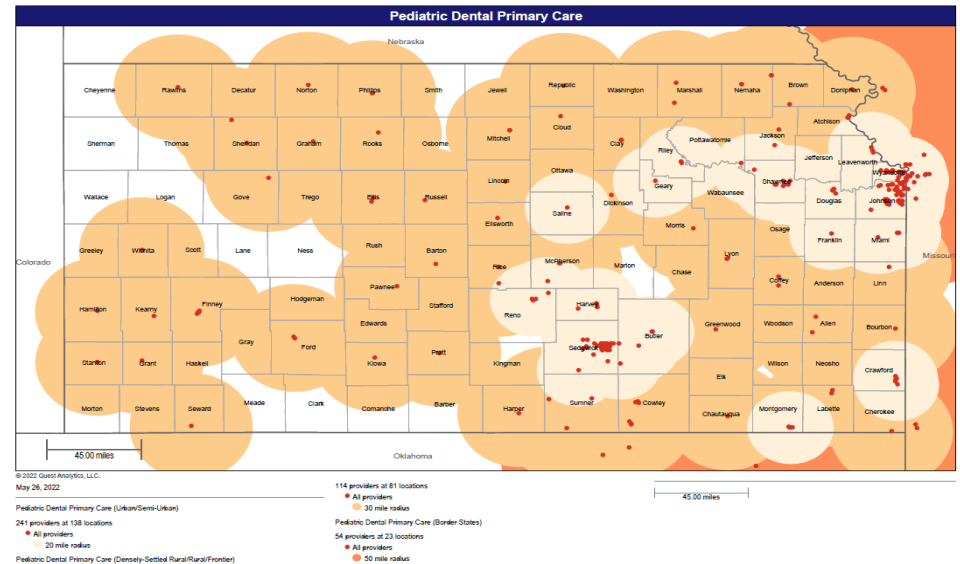 Pediatric Dental Primary Care
Nebraska
Cheyenne Rawlins Decatur Norton Phillips Smith Jewell Republic Washington Marshall Nemaha Brown Doniphan
Atchison
Sherman Thomas Sheridan Graham Rooks Osborne Mitchell Cloud Clay Riley Pottawatomie Jackson
Jefferson Leavenworth
Wyandotte
Wallace Logan Gove Trego Ellis Russell Lincoln Ottawa Geary Wabaunsee Shawnee
Saline Dickinson Douglas Johnson
Ellsworth Morris Osage
Greeley Wichita Scott Lane Ness Rush Barton Lyon Franklin Miami
Colorado Missouri
Rice McPherson Marion Chase Coffey Anderson Linn
Hamilton Kearny Finney Hodgeman Pawnee Stafford Reno Harvey
Edwards Greenwood Woodson Allen Bourbon
Gray Ford Butler
Stanton Grant Haskell Kiowa Pratt Kingman Sedgwick Wilson Neosho Crawford
Elk
Morton Stevens Seward Meade Clark Comanche Barber Harper Sumner Cowley Chautauqua Montgomery Labette Cherokee
45.00 miles
Oklahoma
© 2022 Quest Analytics, LLC.
May 26, 2022
Pediatric Dental Primary Care (Urban/Semi-Urban)
241 providers at 138 locations
All providers
20 mile radius
Pediatric Dental Primary Care (Densely-Settled Rural/Rural/Frontier)
114 providers at 81 locations
All providers
30 mile radius
Pediatric Dental Primary Care (Border States)
54 providers at 23 locations
All providers
50 mile radius
45.00 miles